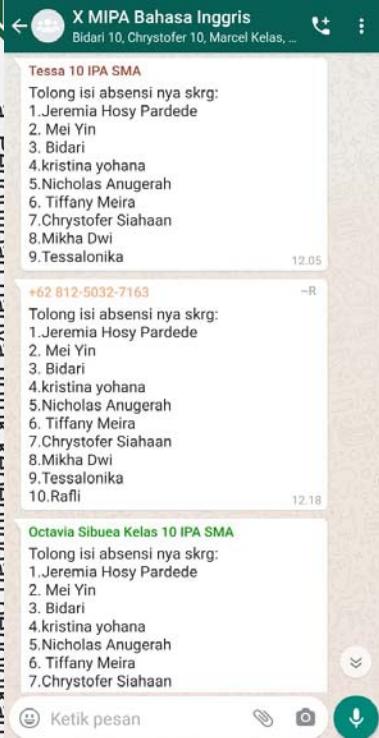 X MIPA Bahasa Inggris
Bidari 10, Chrystofer 10, Marcel Kelas, ...
Tessa 10 IPA SMA
Tolong isi absensi nya skrg:
1.Jeremia Hosy Pardede
2. Mei Yin
3. Bidari
4.kristina yohana
5.Nicholas Anugerah
6. Tiffany Meira
7.Chrystofer Siahaan
8.Mikha Dwi
9.Tessalonika
12.05
+62 812-5032-7163 ~R
Tolong isi absensi nya skrg:
1.Jeremia Hosy Pardede
2. Mei Yin
3. Bidari
4.kristina yohana
5.Nicholas Anugerah
6. Tiffany Meira
7.Chrystofer Siahaan
8.Mikha Dwi
9.Tessalonika
10.Rafli
12.18
Octavia Sibuea Kelas 10 IPA SMA
Tolong isi absensi nya skrg:
1.Jeremia Hosy Pardede
2. Mei Yin
3. Bidari
4.kristina yohana
5.Nicholas Anugerah
6. Tiffany Meira
7.Chrystofer Siahaan
Ketik pesan